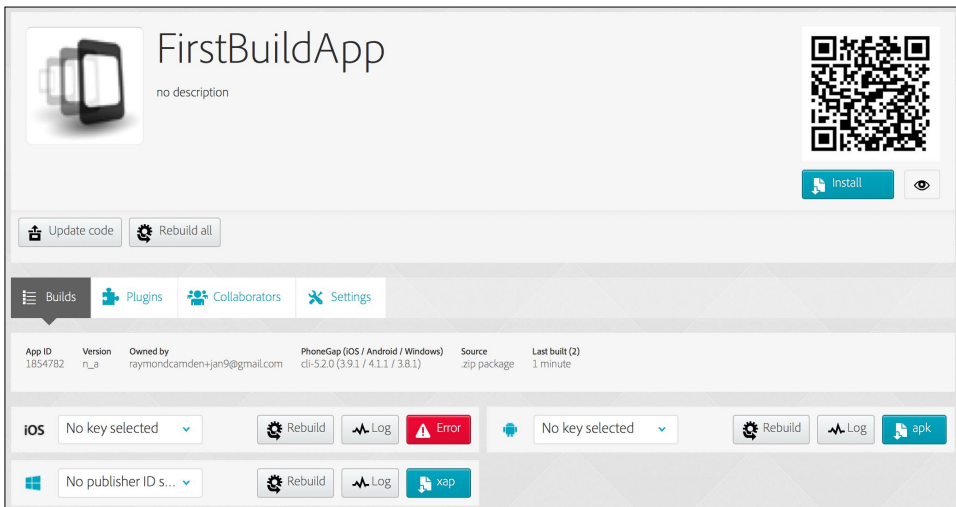 FirstBuildApp
no description
Install
Update code
Rebuild all
Builds
Plugins
Collaborators
Settings
App ID Version Owned by PhoneGap (iOS / Android / Windows) Source Last built (2)
1854782 n_a raymondcamden+jan9@gmail.com cli-5.2.0 (3.9.1 / 4.1.1 / 3.8.1) .zip package 1 minute
iOS No key selected Rebuild Log Error No key selected Rebuild Log apk
No publisher ID s... Rebuild Log xap